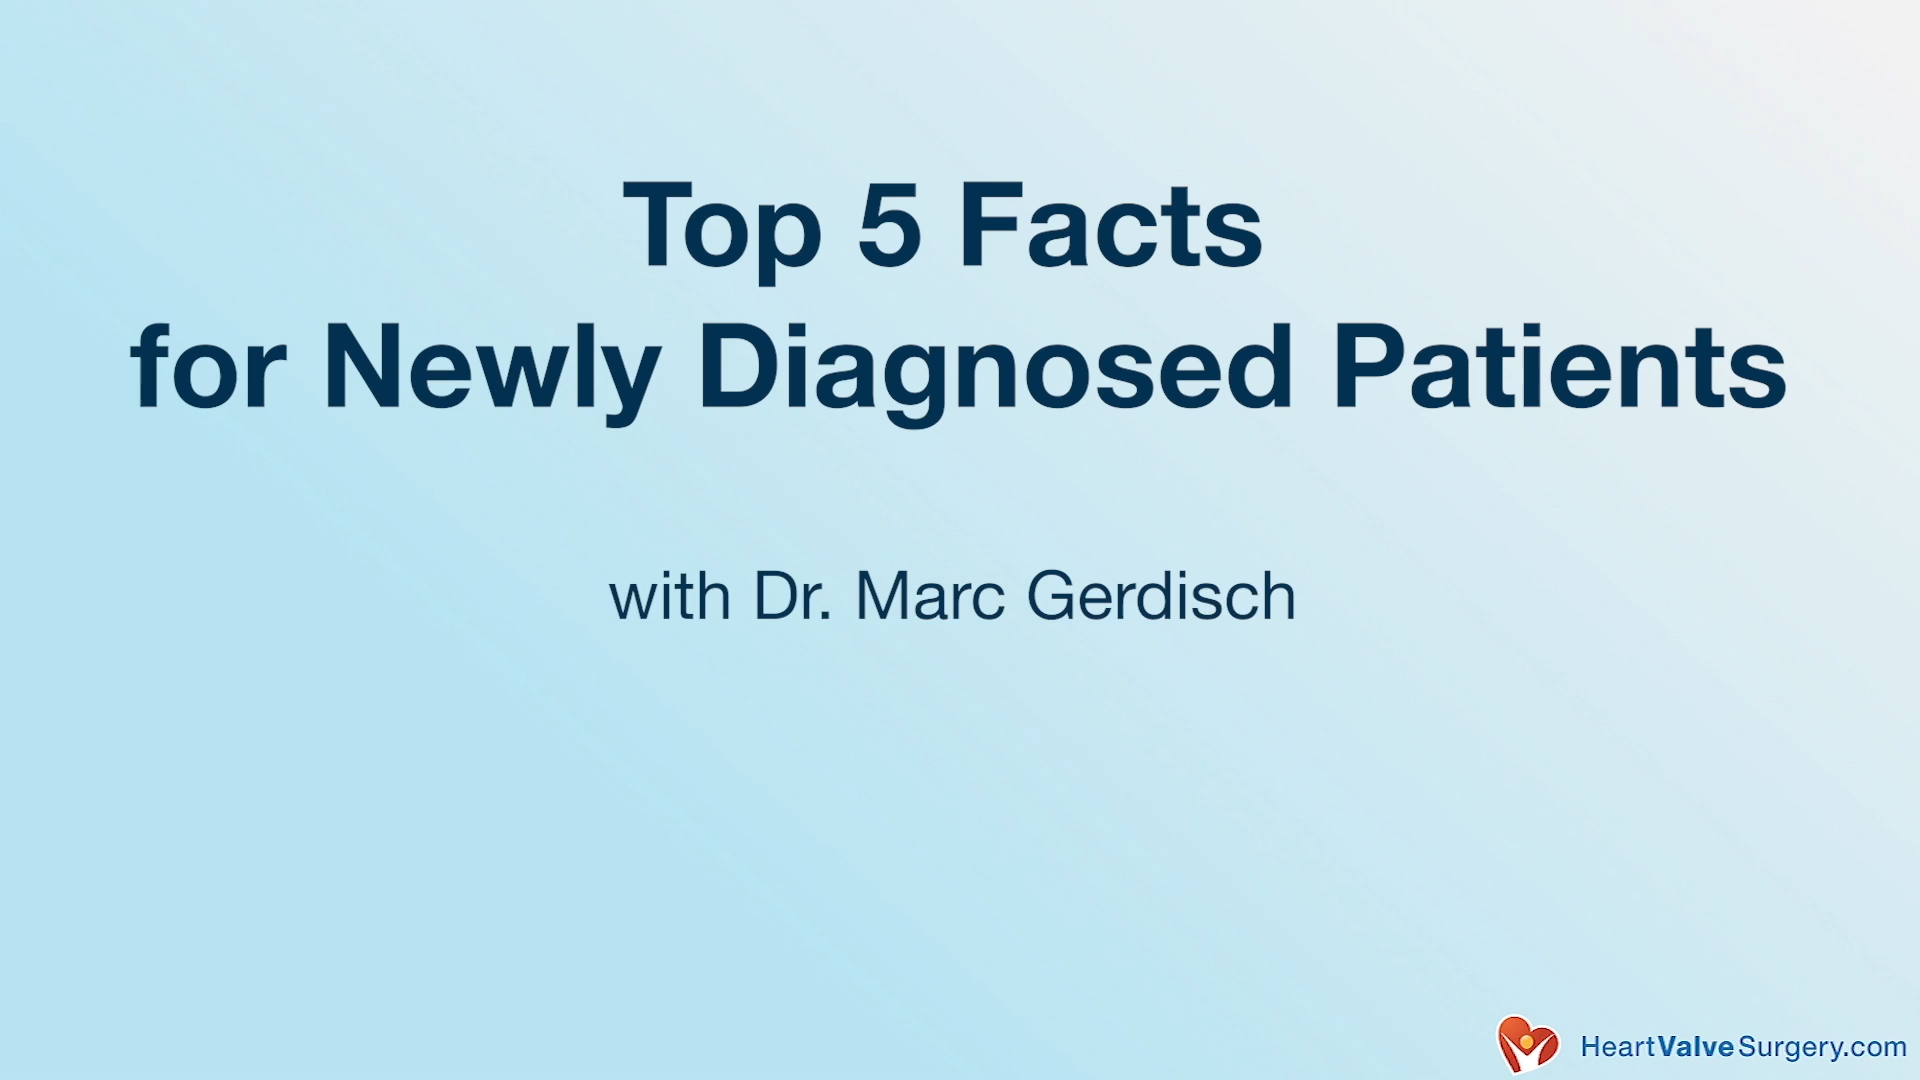 Top 5 Facts
for Newly Diagnosed Patients
with Dr. Marc Gerdisch
HeartValveSurgery.com